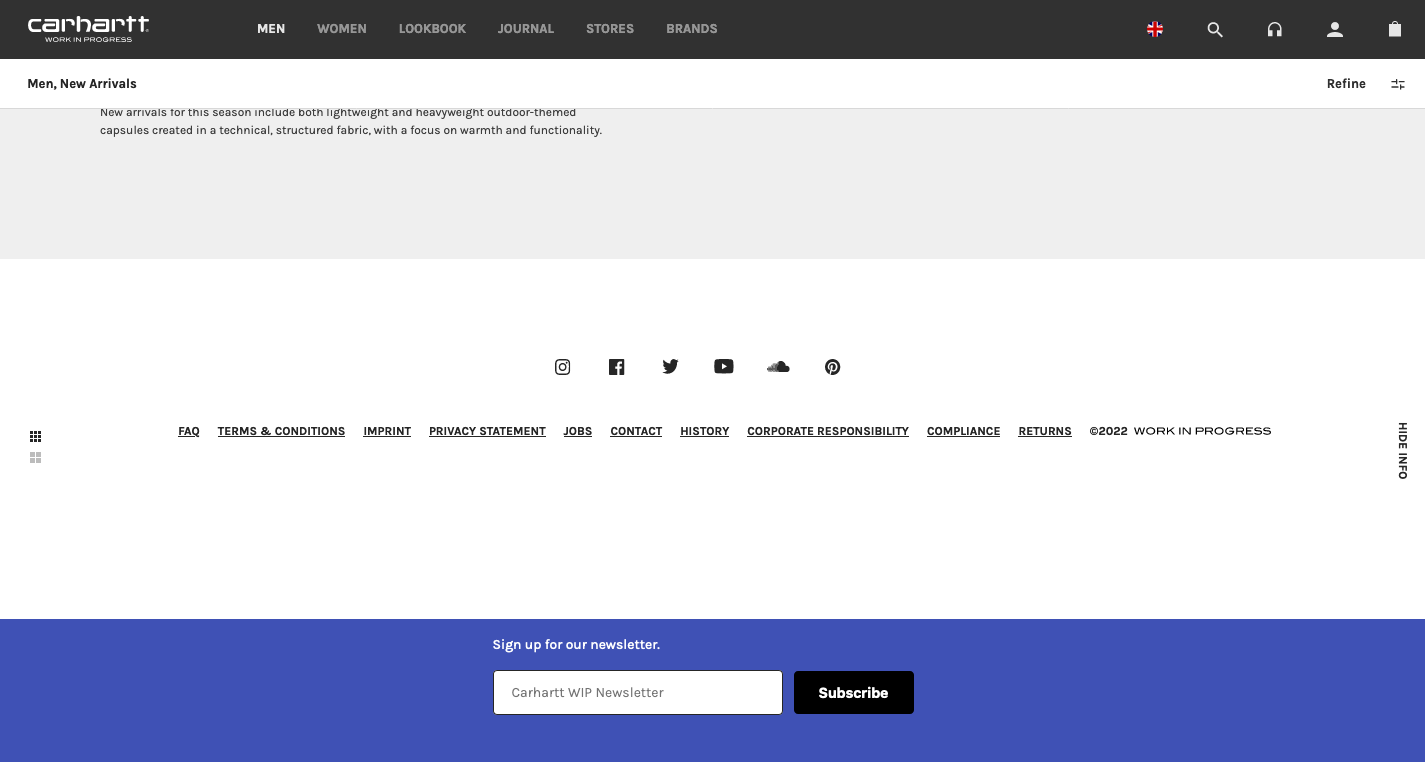 carhartt
WORK IN PROGRESS
MEN WOMEN LOOKBOOK JOURNAL STORES BRANDS
Men, New Arrivals
Refine
New arrivals for this season include both lightweight and heavyweight outdoor-themed
capsules created in a technical, structured fabric, with a focus on warmth and functionality.
FAQ TERMS & CONDITIONS IMPRINT PRIVACY STATEMENT JOBS CONTACT HISTORY CORPORATE RESPONSIBILITY COMPLIANCE RETURNS ©2022 WORK IN PROGRESS
HIDE INFO
Sign up for our newsletter.
Carhartt WIP Newsletter
Subscribe